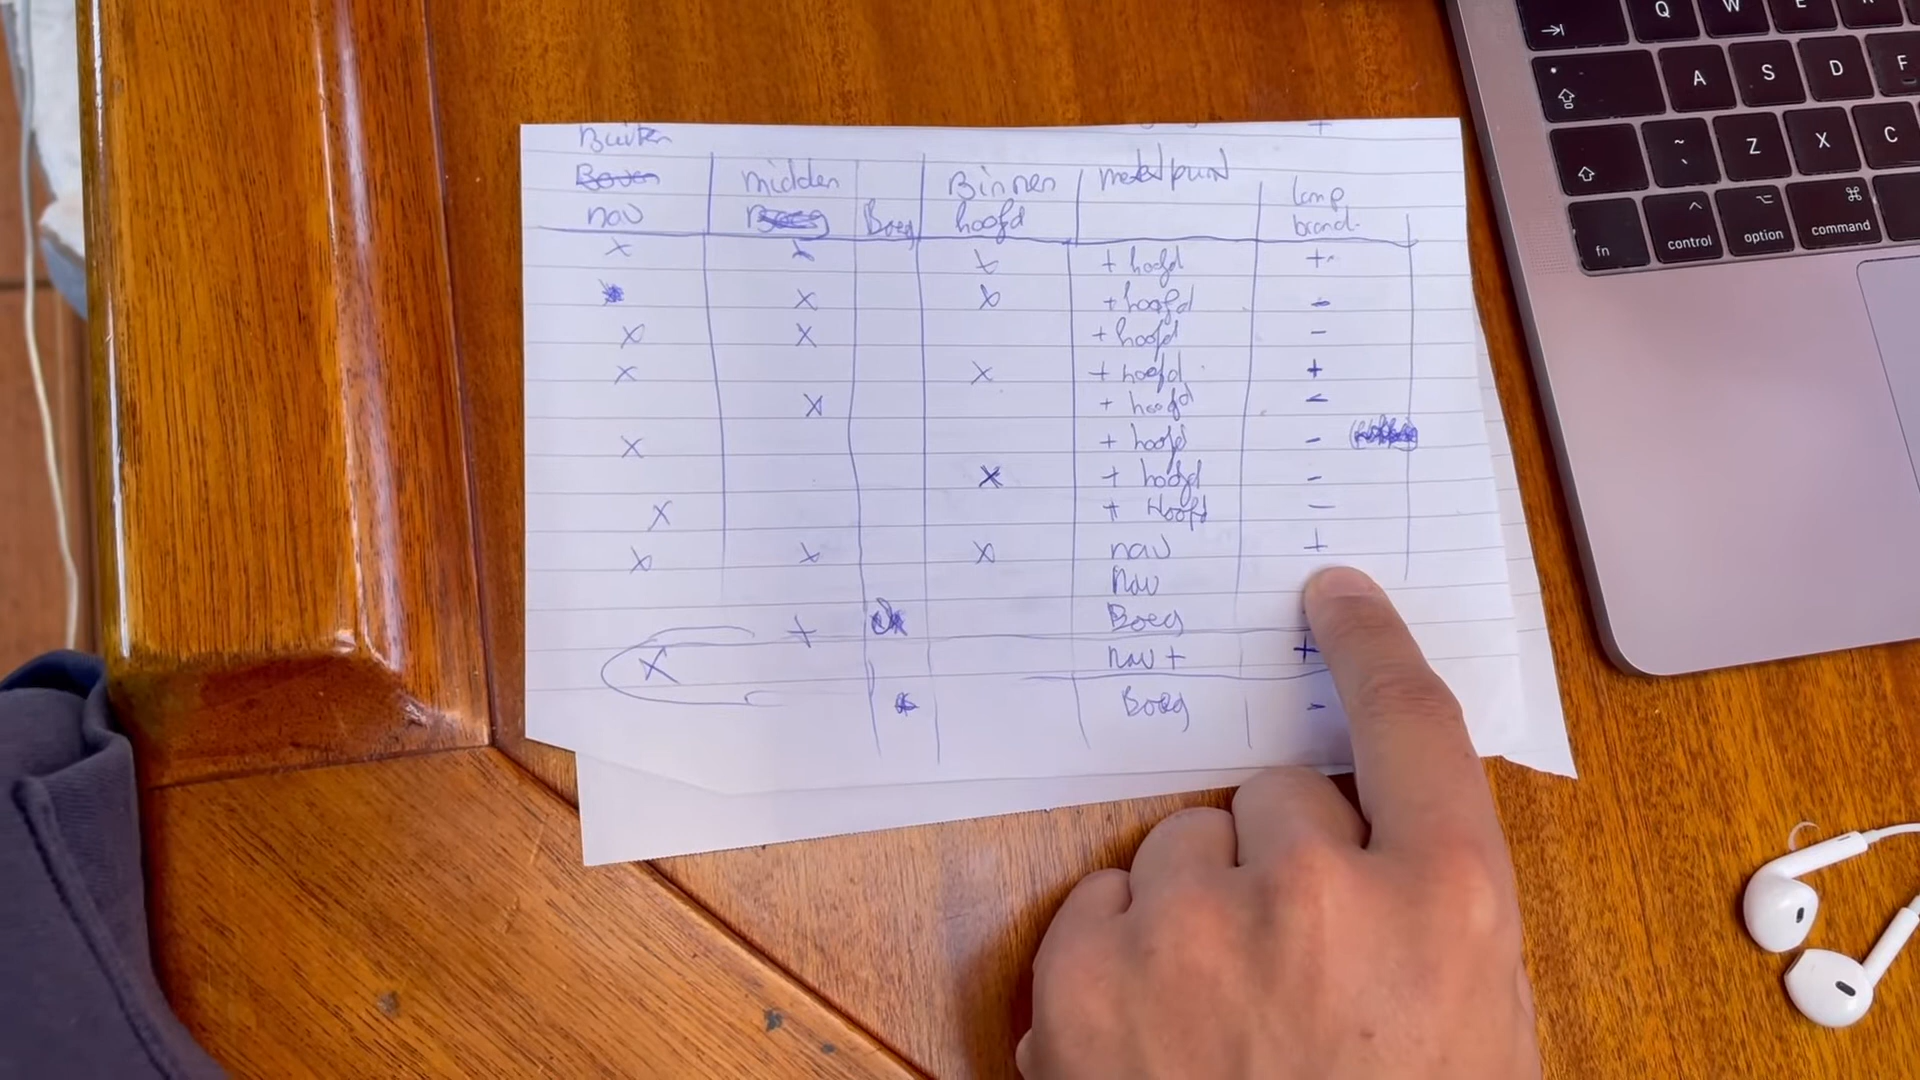 Buiten
Boven midden Binnen meetpunt lamp
nav Boeg Boeg hoofd brand.
x x x + hoofd +
x x + hoofd -
x x + hoofd -
x x + hoofd +
x + hoofd -
x + hoofd -
x + hoofd -
x + Hoofd -
x x x nav +
Nav
x Boeg
x nav + +
x Boeg -
Q W E
A S D F
Z X C
~
`
fn control option command
⌃ ⌥ ⌘